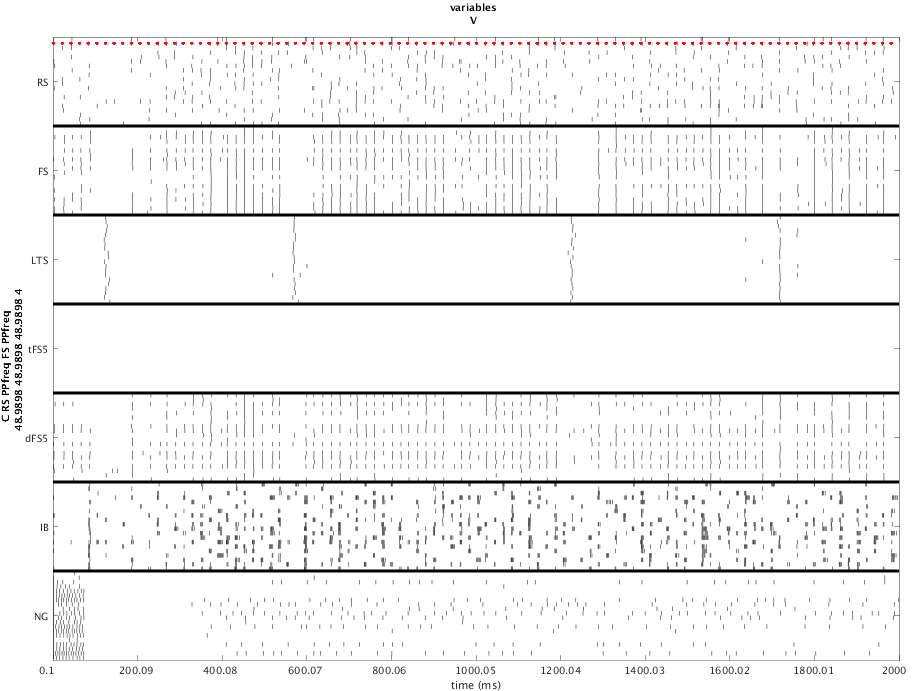 variables
V
C RS PPfreq FS PPfreq
48.9898 48.9898 48.9898 4
RS
FS
LTS
tFS5
dFS5
IB
NG
0.1 200.09 400.08 600.07 800.06 1000.05 1200.04 1400.03 1600.02 1800.01 2000
time (ms)